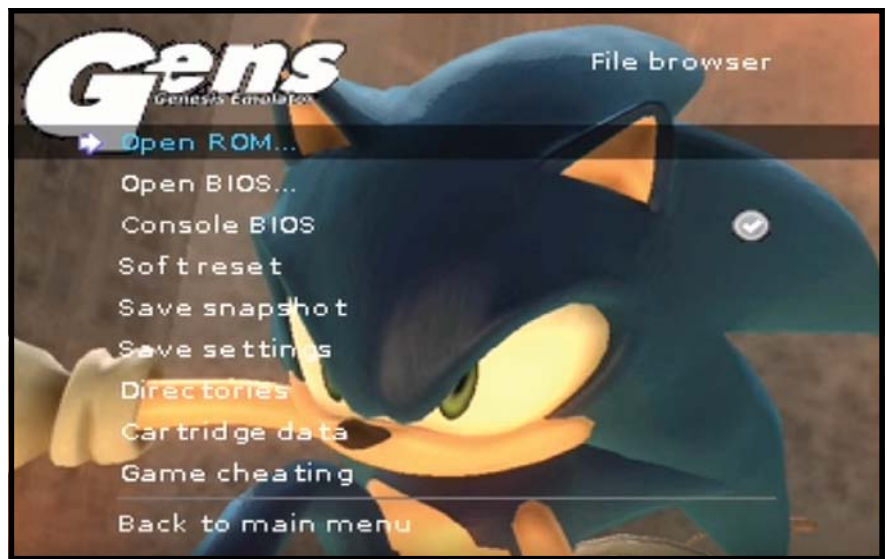 Gens
Genesis Emulator
File browser
Open ROM...
Open BIOS...
Console BIOS
Soft reset
Save snapshot
Save settings
Directories
Cartridge data
Game cheating
Back to main menu